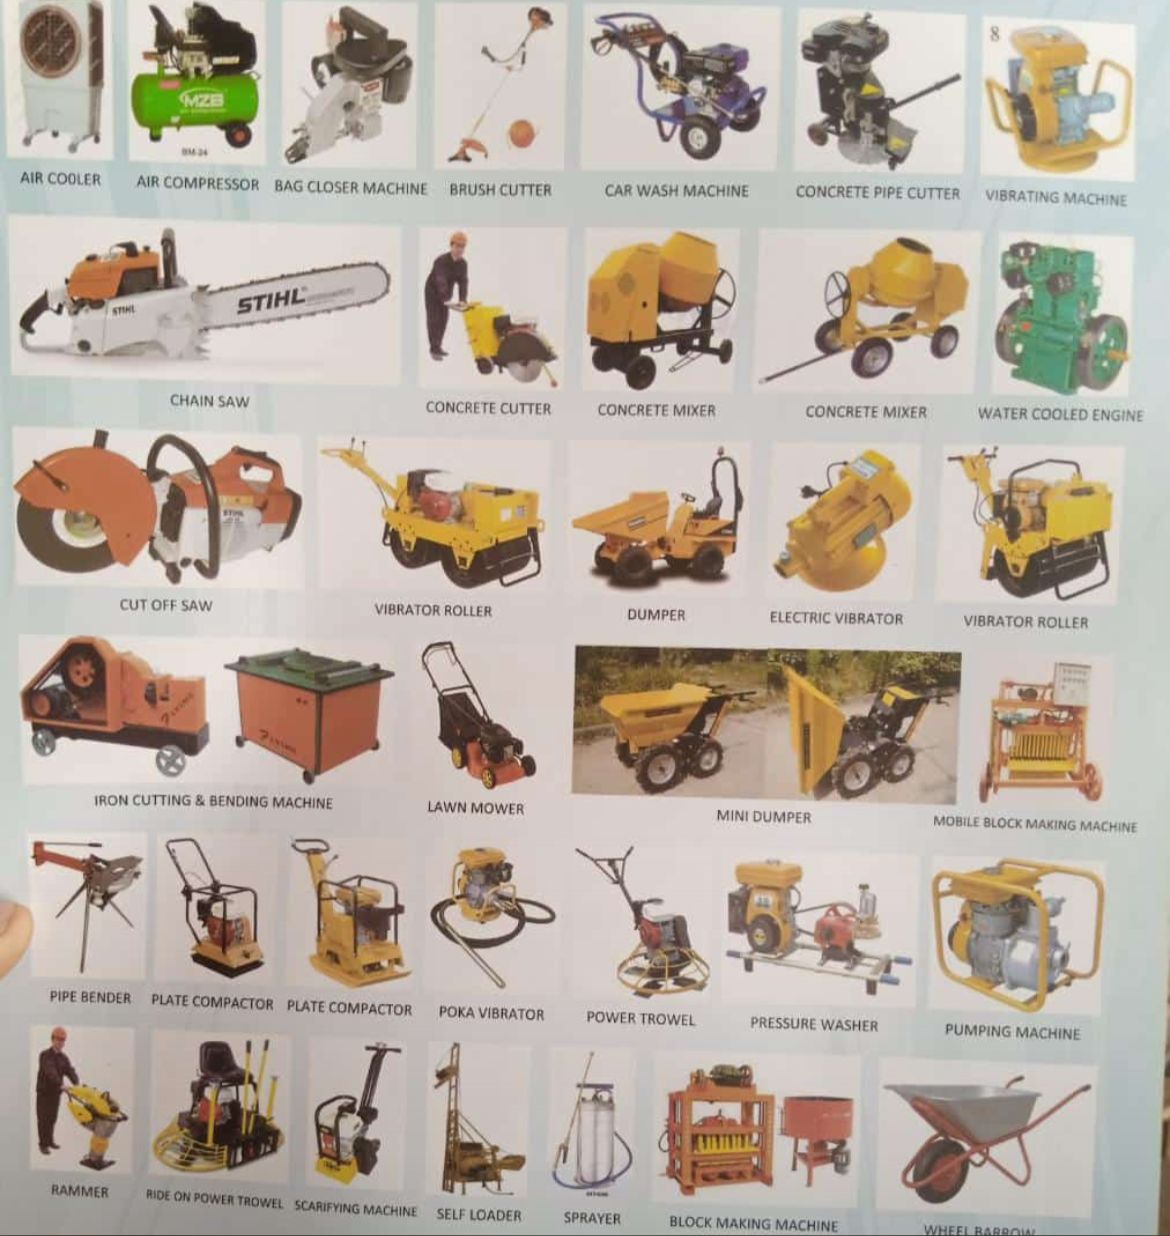 MZB
BM-24
8
AIR COOLER
AIR COMPRESSOR
BAG CLOSER MACHINE
BRUSH CUTTER
CAR WASH MACHINE
CONCRETE PIPE CUTTER
VIBRATING MACHINE
STIHL
STIHL
CHAIN SAW
CONCRETE CUTTER
CONCRETE MIXER
CONCRETE MIXER
WATER COOLED ENGINE
STIHL
CUT OFF SAW
VIBRATOR ROLLER
DUMPER
ELECTRIC VIBRATOR
VIBRATOR ROLLER
IRON CUTTING & BENDING MACHINE
LAWN MOWER
MINI DUMPER
MOBILE BLOCK MAKING MACHINE
PIPE BENDER
PLATE COMPACTOR
PLATE COMPACTOR
POKA VIBRATOR
POWER TROWEL
PRESSURE WASHER
PUMPING MACHINE
RAMMER
RIDE ON POWER TROWEL
SCARIFYING MACHINE
SELF LOADER
SPRAYER
BLOCK MAKING MACHINE
WHEEL BARROW